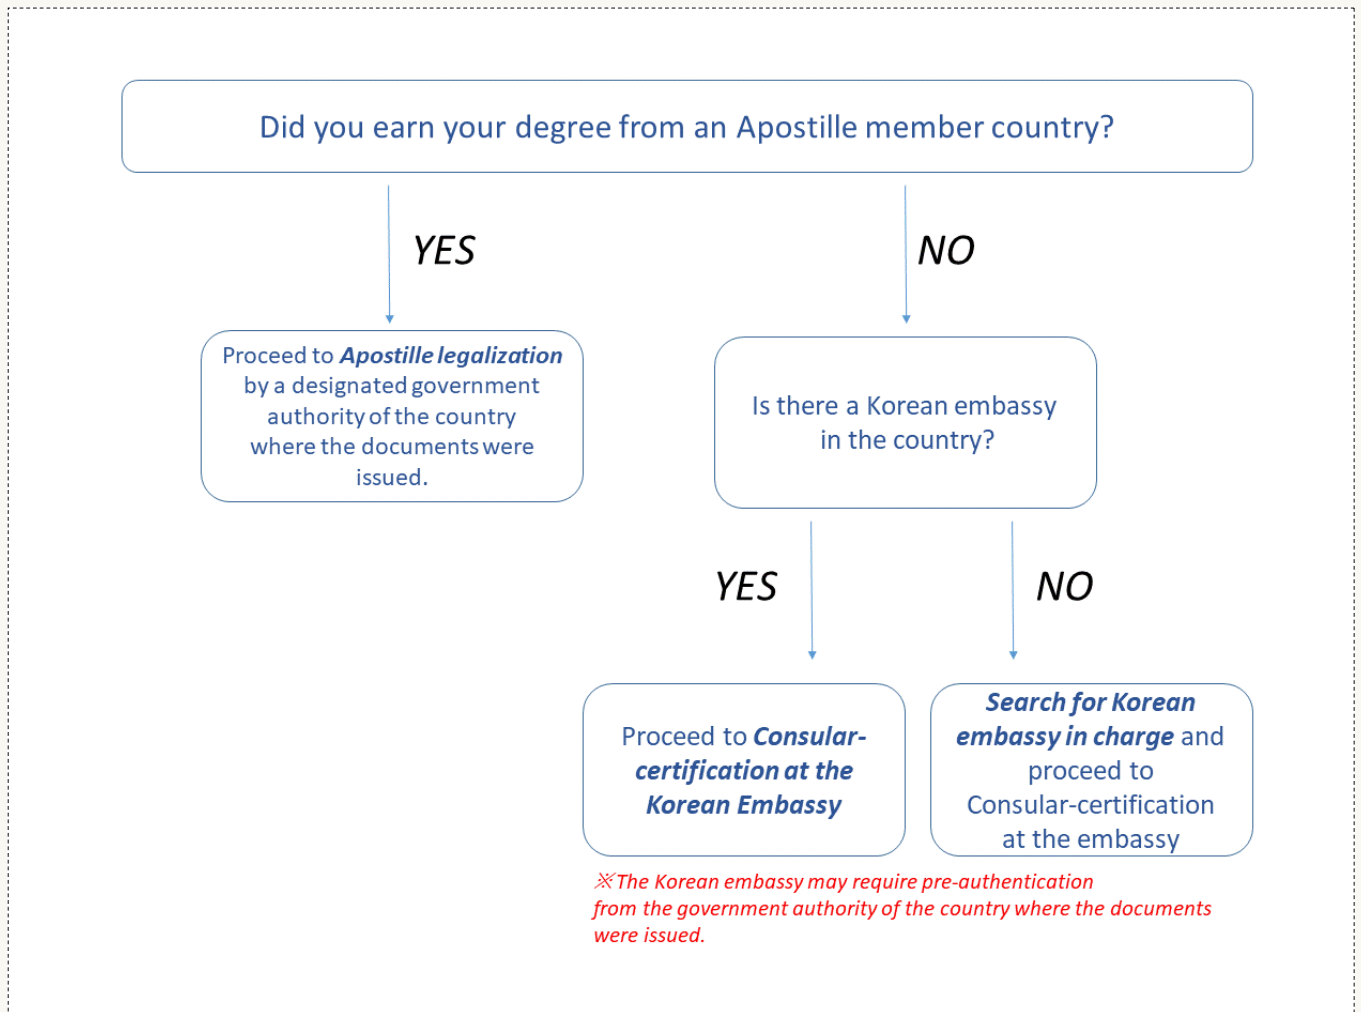 Did you earn your degree from an Apostille member country?
YES
NO
Proceed to Apostille legalization
by a designated government
authority of the country
where the documents were
issued.
Is there a Korean embassy
in the country?
YES
NO
Proceed to Consular-
certification at the
Korean Embassy
Search for Korean
embassy in charge and
proceed to
Consular-certification
at the embassy
※The Korean embassy may require pre-authentication
from the government authority of the country where the documents
were issued.